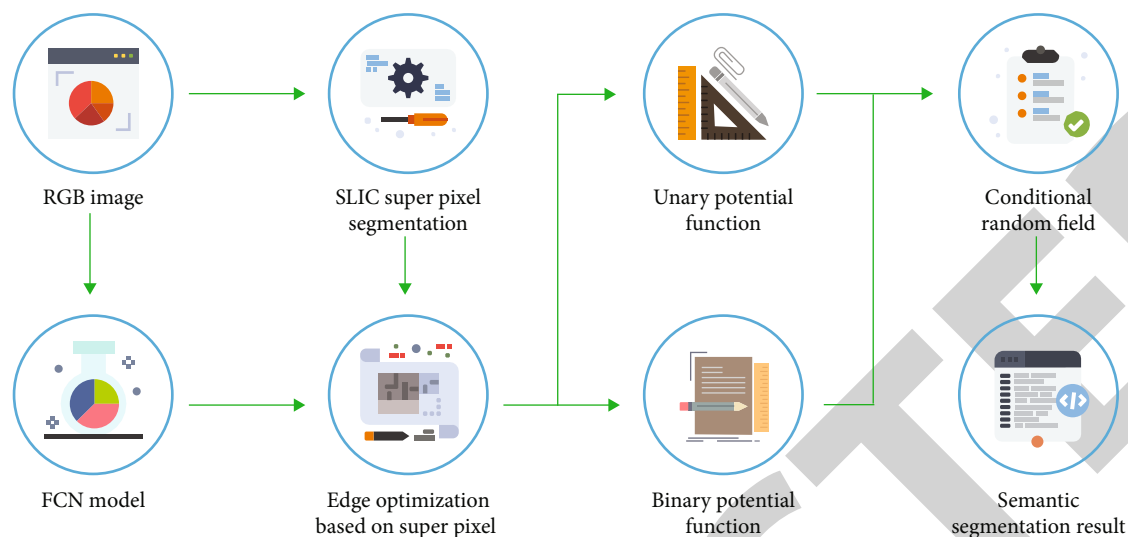 RGB image
SLIC super pixel
segmentation
Unary potential
function
Conditional
random field
FCN model
Edge optimization
based on super pixel
Binary potential
function
Semantic
segmentation result